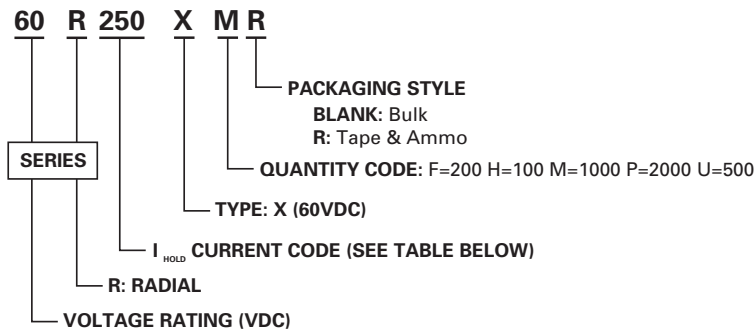 60 R 250 X M R
PACKAGING STYLE
BLANK: Bulk
R: Tape & Ammo
SERIES
QUANTITY CODE: F=200 H=100 M=1000 P=2000 U=500
TYPE: X (60VDC)
I HOLD CURRENT CODE (SEE TABLE BELOW)
R: RADIAL
VOLTAGE RATING (VDC)